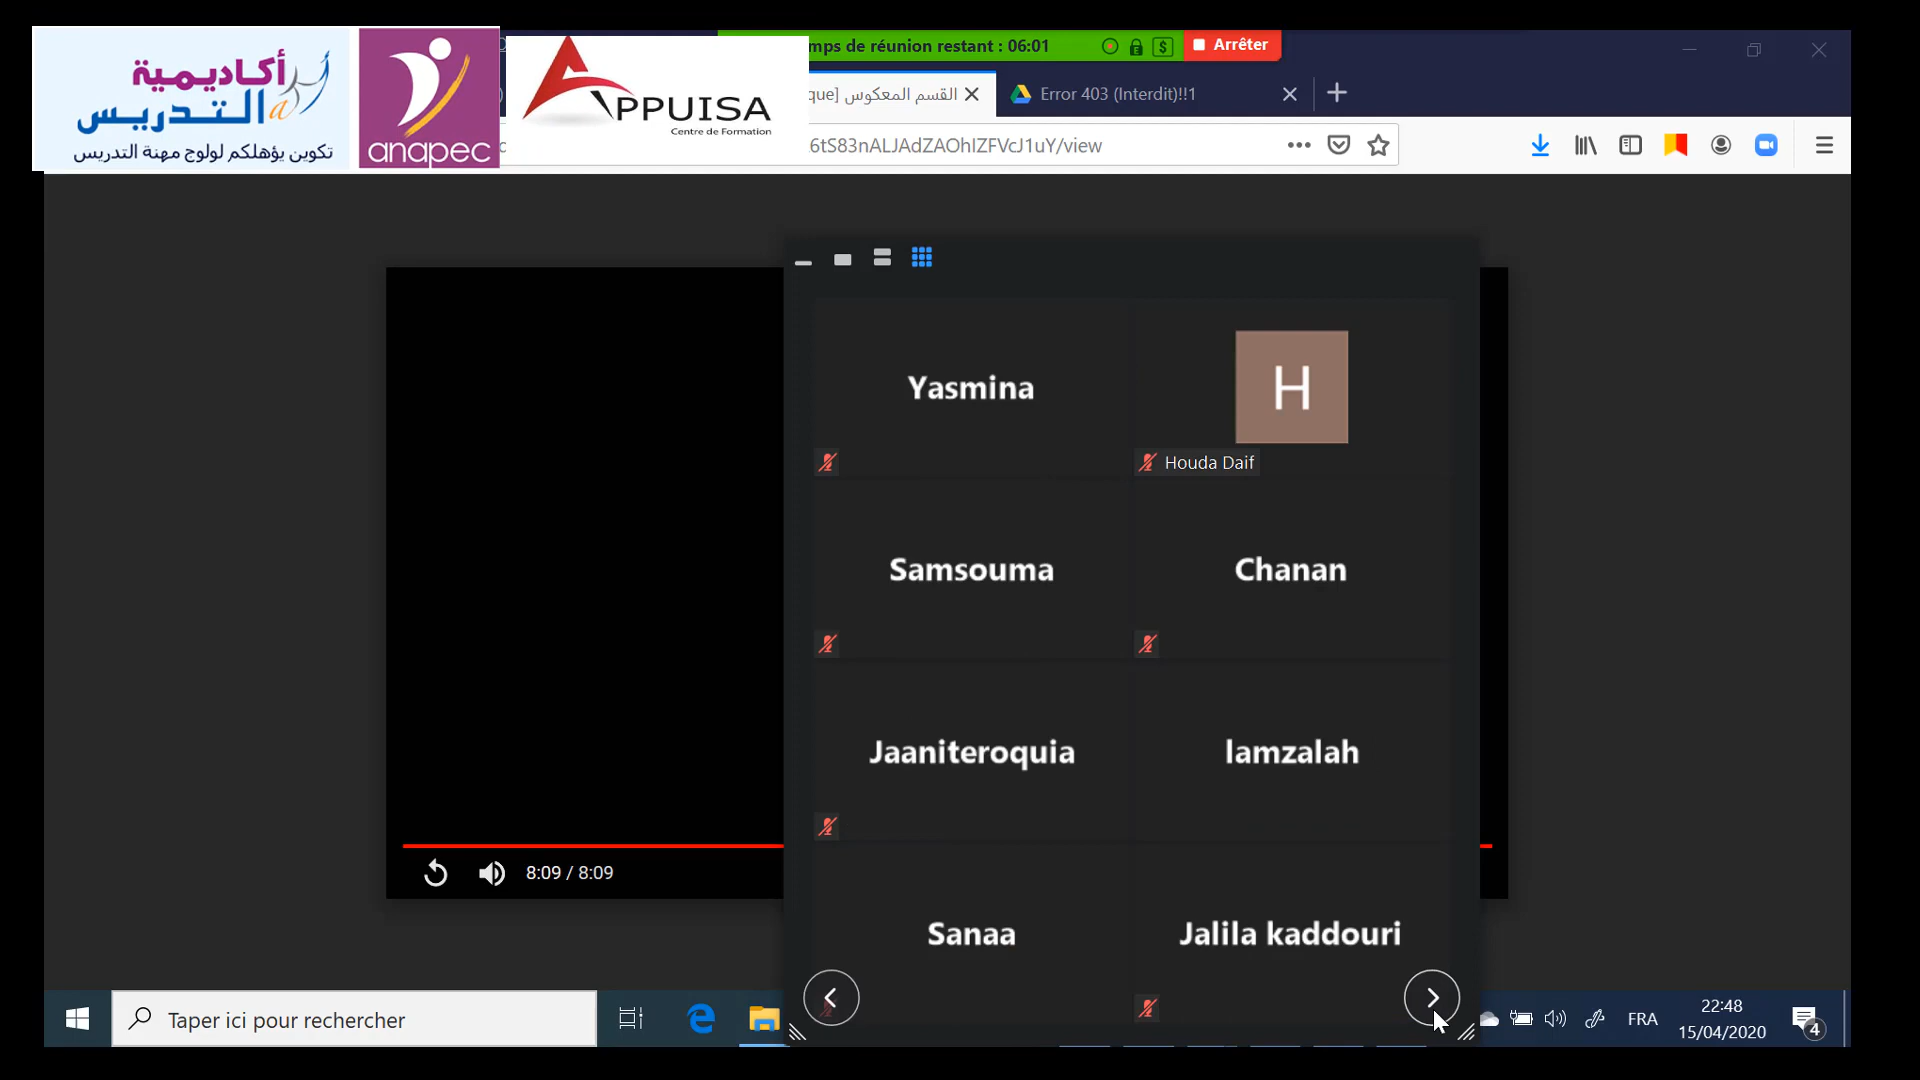 أكاديمية
التدريس
تكوين يؤهلكم لولوج مهنة التدريس
anapec
APPUISA
Centre de Formation
mps de réunion restant : 06:01
Arrêter
que] القسم المعكوس
Error 403 (Interdit)!!1
6tS83nALJAdZAOhIZFVcJ1uY/view
Yasmina
H
Houda Daif
Samsouma
Chanan
Jaaniteroquia
lamzalah
Sanaa
Jalila kaddouri
8:09 / 8:09
Taper ici pour rechercher
FRA
22:48
15/04/2020
4